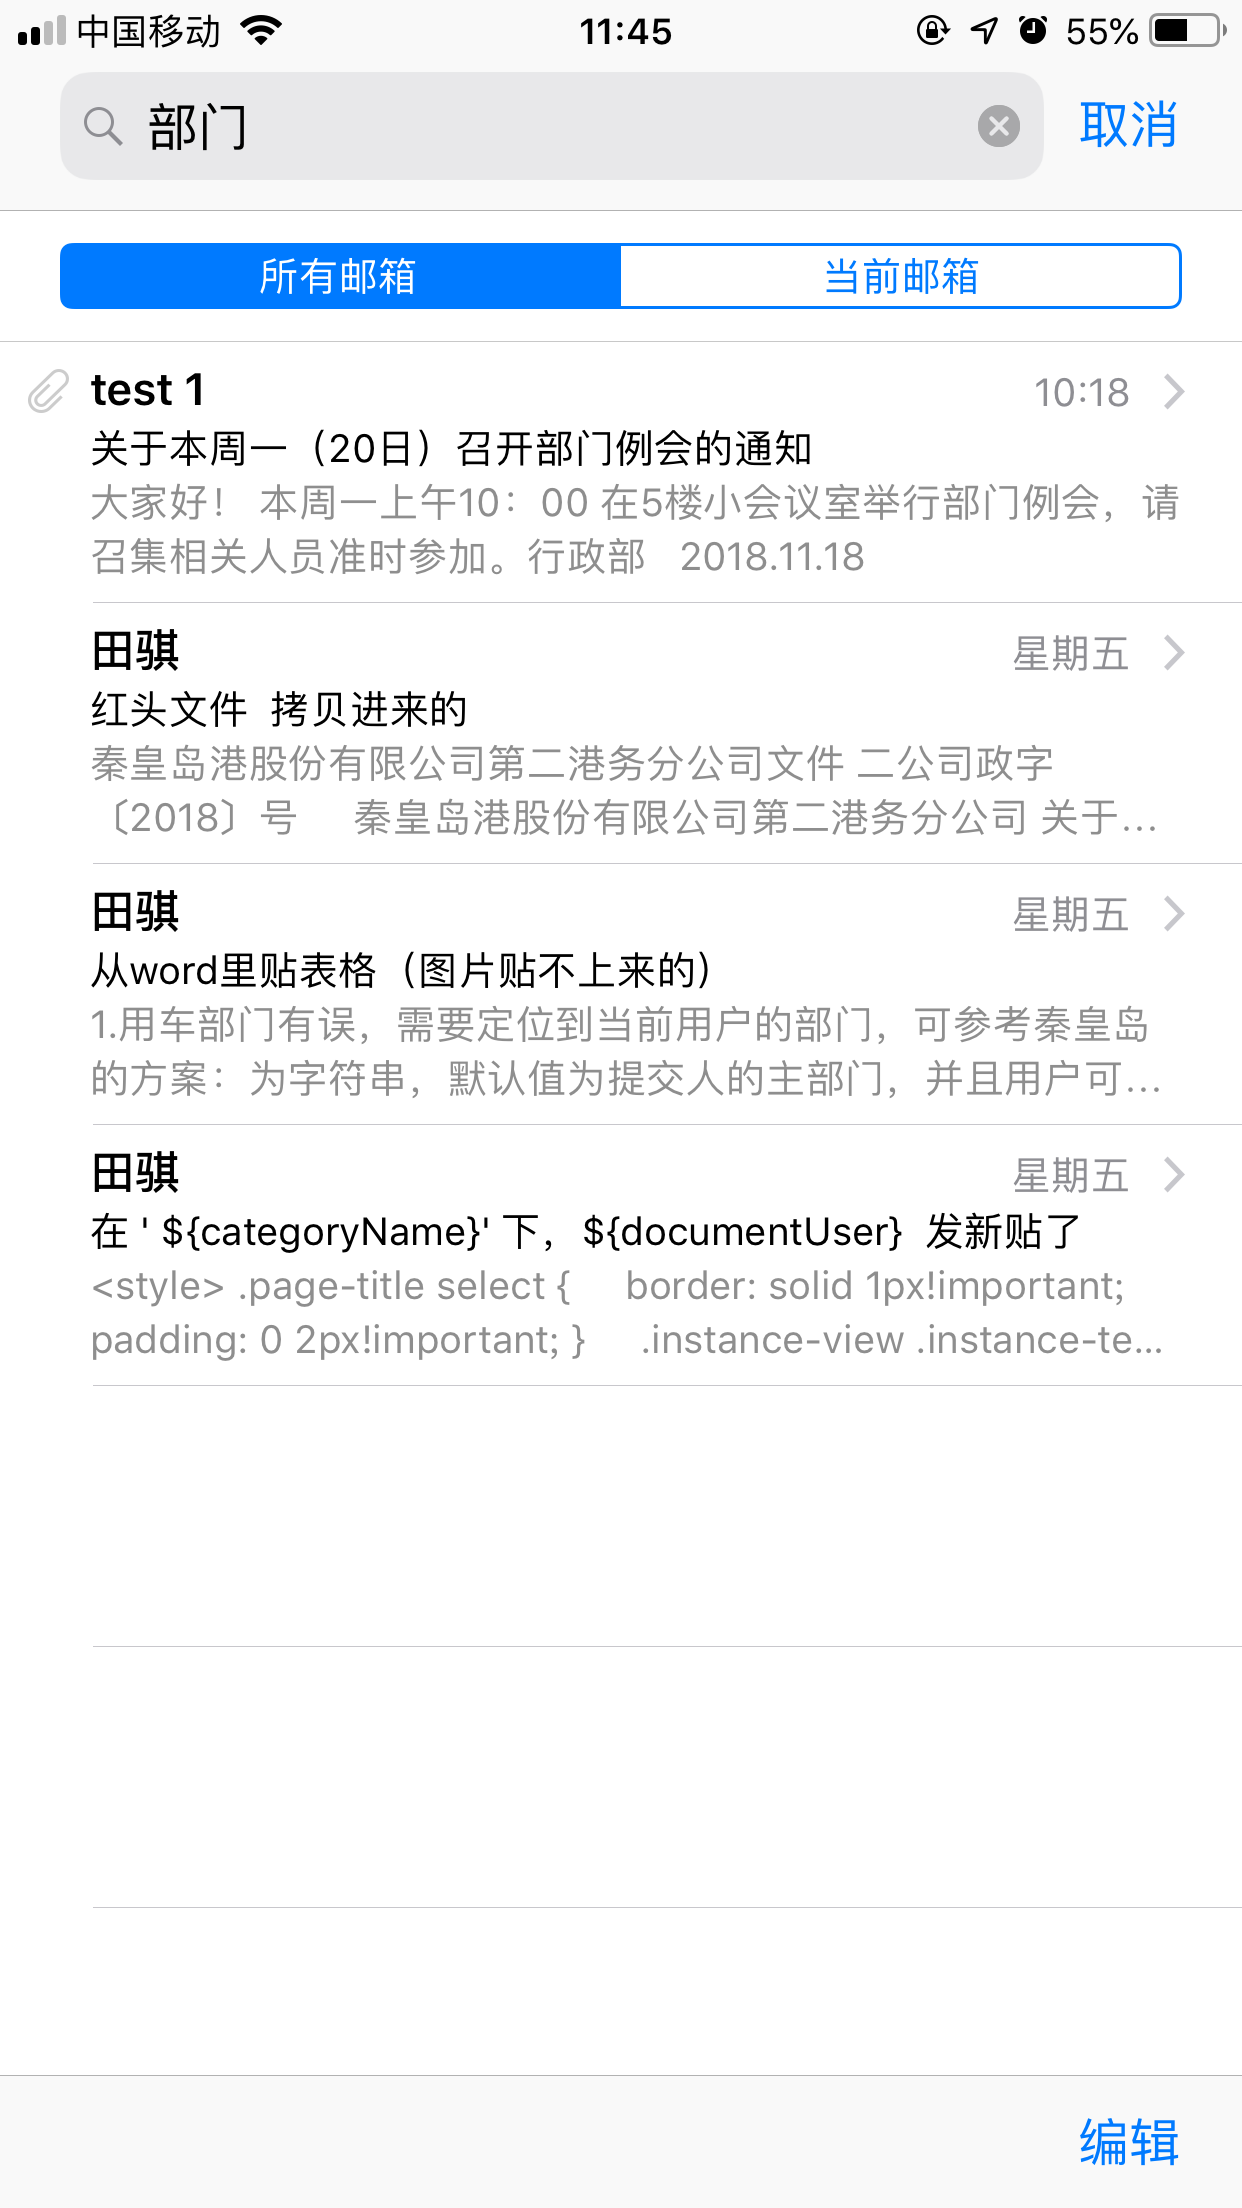 中国移动 11:45 55%
部门 取消
所有邮箱 当前邮箱
test 1 10:18
关于本周一（20日）召开部门例会的通知
大家好！ 本周一上午10：00 在5楼小会议室举行部门例会，请
召集相关人员准时参加。行政部 2018.11.18
田骐 星期五
红头文件 拷贝进来的
秦皇岛港股份有限公司第二港务分公司文件 二公司政字
〔2018〕号 秦皇岛港股份有限公司第二港务分公司 关于...
田骐 星期五
从word里贴表格（图片贴不上来的）
1.用车部门有误，需要定位到当前用户的部门，可参考秦皇岛
的方案：为字符串，默认值为提交人的主部门，并且用户可...
田骐 星期五
在 ' ${categoryName}' 下，${documentUser} 发新贴了
<style> .page-title select { border: solid 1px!important;
padding: 0 2px!important; } .instance-view .instance-te...
编辑